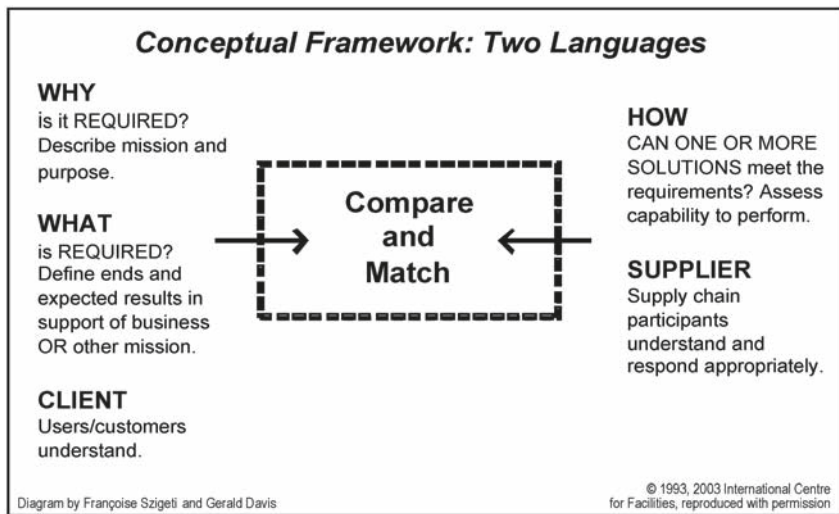 Conceptual Framework: Two Languages
WHY
is it REQUIRED?
Describe mission and
purpose.
WHAT
is REQUIRED?
Define ends and
expected results in
support of business
OR other mission.
CLIENT
Users/customers
understand.
Compare
and
Match
HOW
CAN ONE OR MORE
SOLUTIONS meet the
requirements? Assess
capability to perform.
SUPPLIER
Supply chain
participants
understand and
respond appropriately.
Diagram by Françoise Szigeti and Gerald Davis
© 1993, 2003 International Centre
for Facilities, reproduced with permission